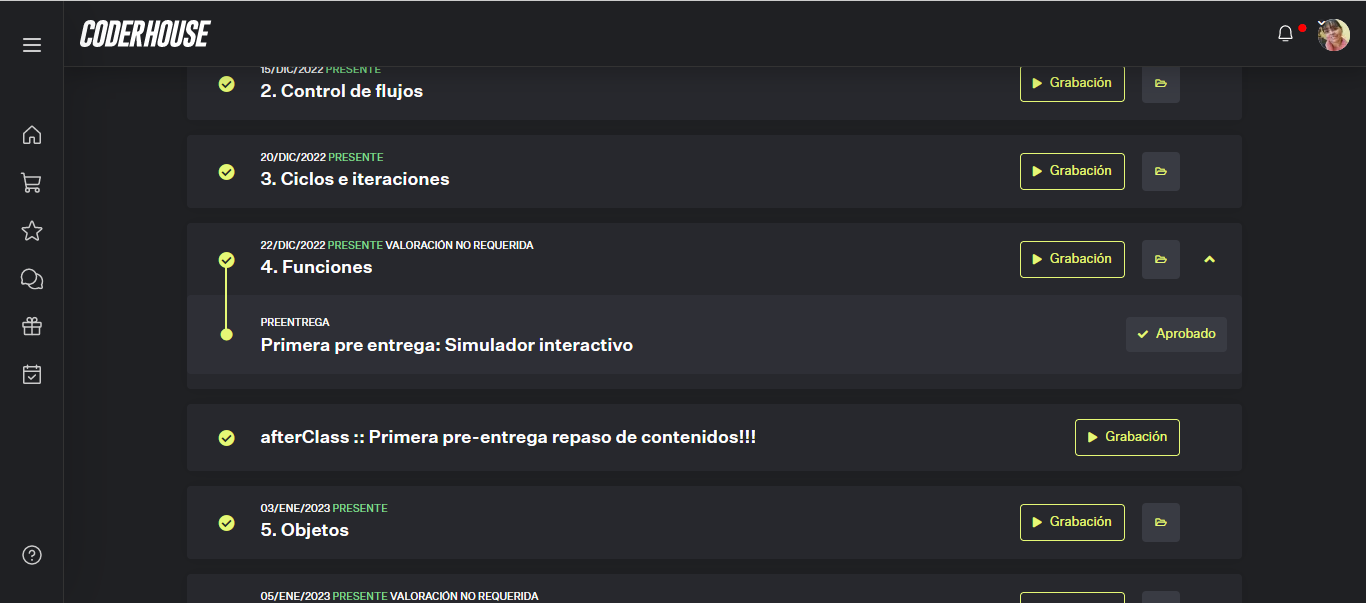 CODERHOUSE
15/DIC/2022 PRESENTE
2. Control de flujos
Grabación
20/DIC/2022 PRESENTE
3. Ciclos e iteraciones
Grabación
22/DIC/2022 PRESENTE VALORACIÓN NO REQUERIDA
4. Funciones
Grabación
PREENTREGA
Primera pre entrega: Simulador interactivo
Aprobado
afterClass :: Primera pre-entrega repaso de contenidos!!!
Grabación
03/ENE/2023 PRESENTE
5. Objetos
Grabación
05/ENE/2023 PRESENTE VALORACIÓN NO REQUERIDA